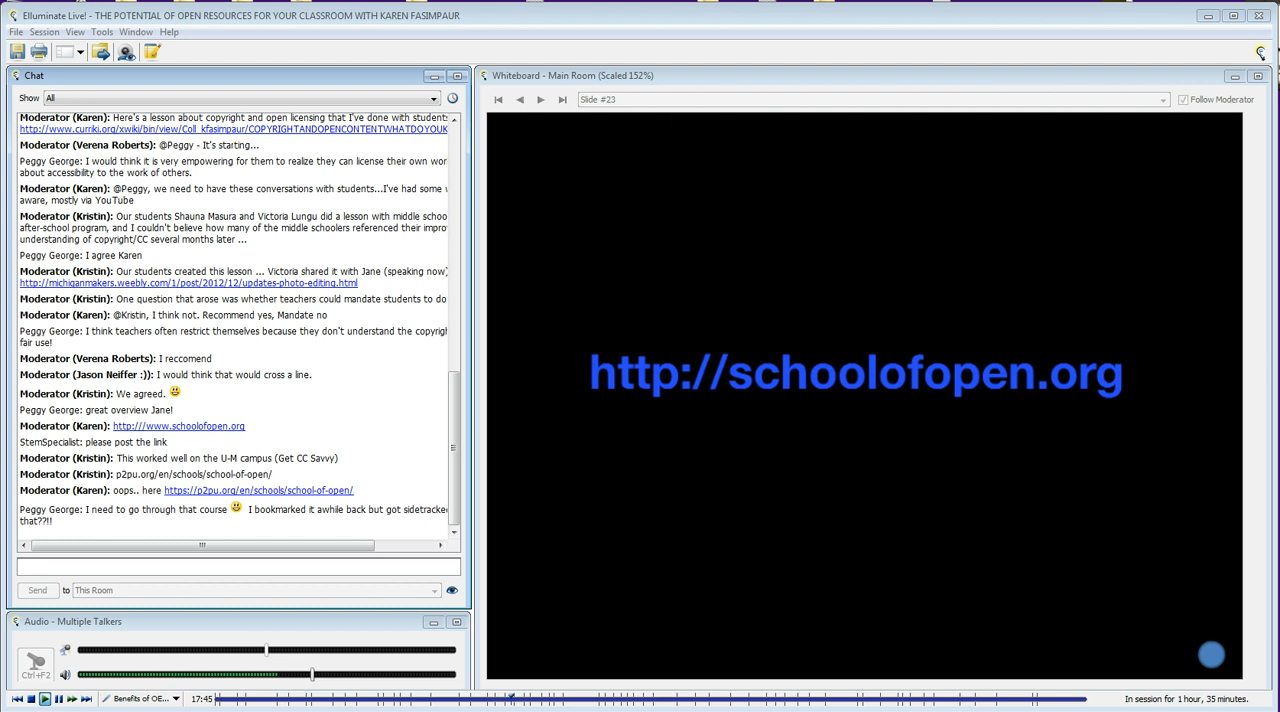 Elluminate Live! - THE POTENTIAL OF OPEN RESOURCES FOR YOUR CLASSROOM WITH KAREN FASIMPAUR
File Session View Tools Window Help
Chat
Show All
Moderator (Karen): Here's a lesson about copyright and open licensing that I've done with students
http://www.curriki.org/xwiki/bin/view/Coll_kfasimpaur/COPYRIGHTANDOPENCONTENTWHATDOYOUK
Moderator (Verena Roberts): @Peggy - It's starting...
Peggy George: I would think it is very empowering for them to realize they can license their own wor
about accessibility to the work of others.
Moderator (Karen): @Peggy, we need to have these conversations with students...I've had some
aware, mostly via YouTube
Moderator (Kristin): Our students Shauna Masura and Victoria Lungu did a lesson with middle schoo
after-school program, and I couldn't believe how many of the middle schoolers referenced their impro
understanding of copyright/CC several months later ...
Peggy George: I agree Karen
Moderator (Kristin): Our students created this lesson ... Victoria shared it with Jane (speaking now)
http://michiganmakers.weebly.com/1/post/2012/12/updates-photo-editing.html
Moderator (Kristin): One question that arose was whether teachers could mandate students to do
Moderator (Karen): @Kristin, I think not. Recommend yes, Mandate no
Peggy George: I think teachers often restrict themselves because they don't understand the copyrigh
fair use!
Moderator (Verena Roberts): I reccomend
Moderator (Jason Neiffer :)): I would think that would cross a line.
Moderator (Kristin): We agreed.
Peggy George: great overview Jane!
Moderator (Karen): http:///www.schoolofopen.org
StemSpecialist: please post the link
Moderator (Kristin): This worked well on the U-M campus (Get CC Savvy)
Moderator (Kristin): p2pu.org/en/schools/school-of-open/
Moderator (Karen): oops.. here https://p2pu.org/en/schools/school-of-open/
Peggy George: I need to go through that course I bookmarked it awhile back but got sidetracke
that??!!
Send to This Room
Audio - Multiple Talkers
Ctrl+F2
Whiteboard - Main Room (Scaled 152%)
Slide #23
Follow Moderator
http://schoolofopen.org
Benefits of OE... 17:45
In session for 1 hour, 35 minutes.